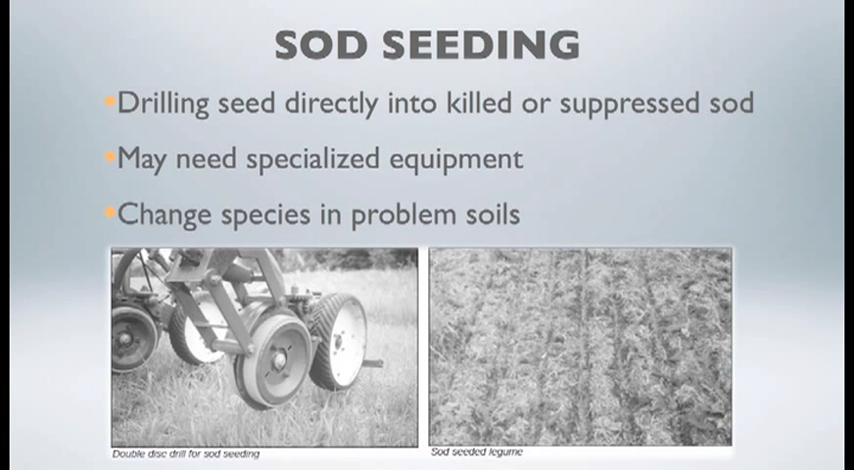 SOD SEEDING
•Drilling seed directly into killed or suppressed sod
•May need specialized equipment
•Change species in problem soils
Double disc drill for sod seeding
Sod seeded legume